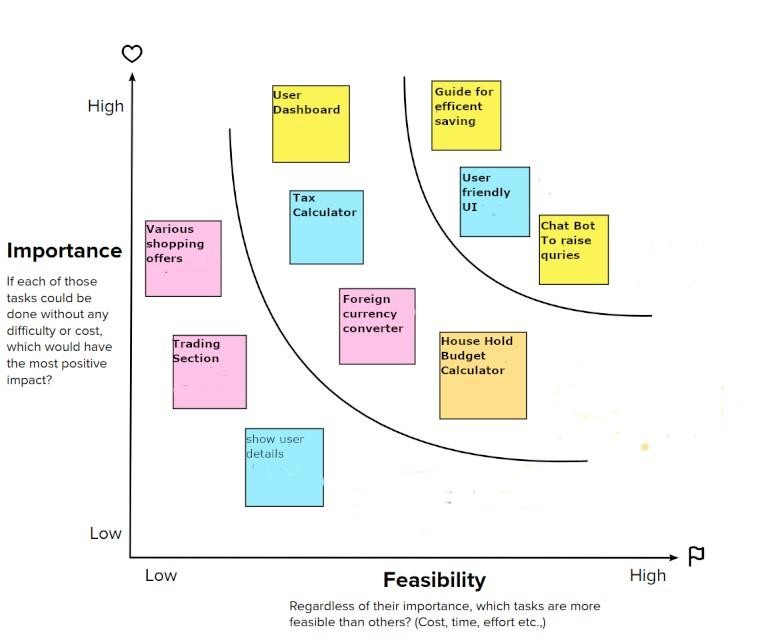 High
Importance
If each of those
tasks could be
done without any
difficulty or cost,
which would have
the most positive
impact?
Low
User
Dashboard
Guide for
efficent
saving
Tax
Calculator
User
friendly
UI
Various
shopping
offers
Chat Bot
To raise
quries
Foreign
currency
converter
Trading
Section
House Hold
Budget
Calculator
show user
details
Low
Feasibility
High
Regardless of their importance, which tasks are more
feasible than others? (Cost, time, effort etc.,)